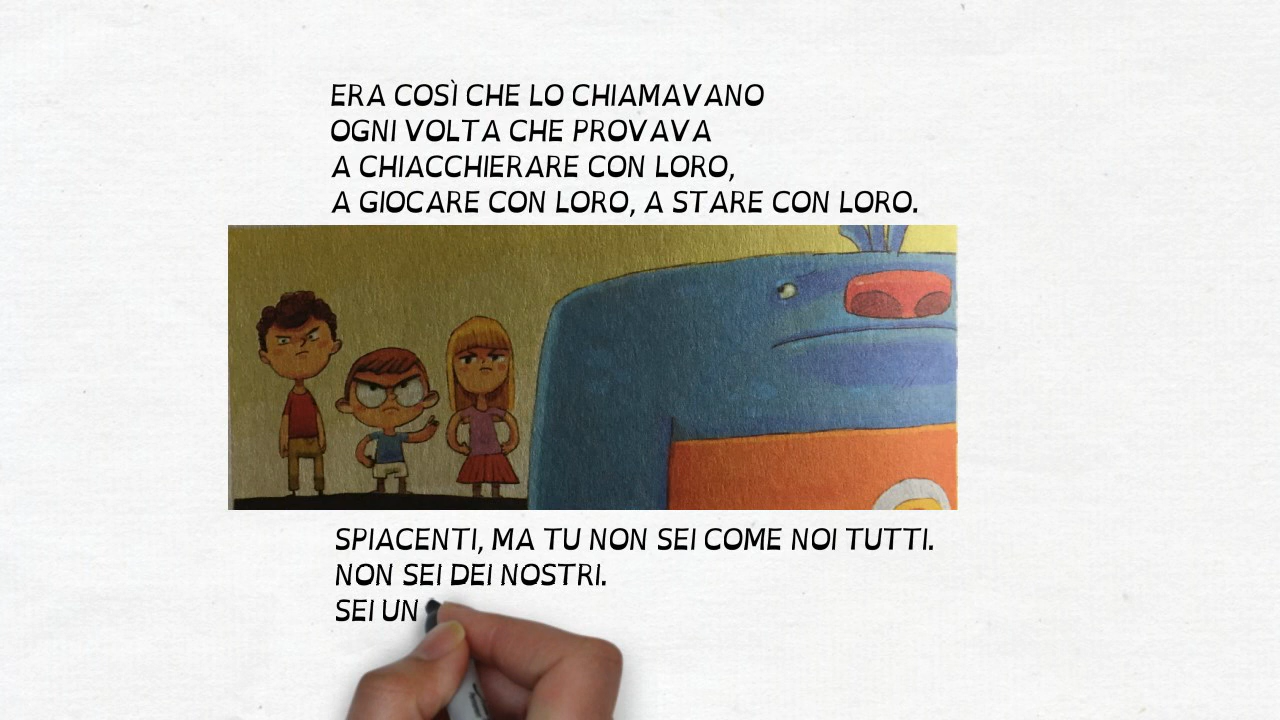 ERA COSÌ CHE LO CHIAMAVANO
OGNI VOLTA CHE PROVAVA
A CHIACCHIERARE CON LORO,
A GIOCARE CON LORO, A STARE CON LORO.
SPIACENTI, MA TU NON SEI COME NOI TUTTI.
NON SEI DEI NOSTRI.
SEI UN